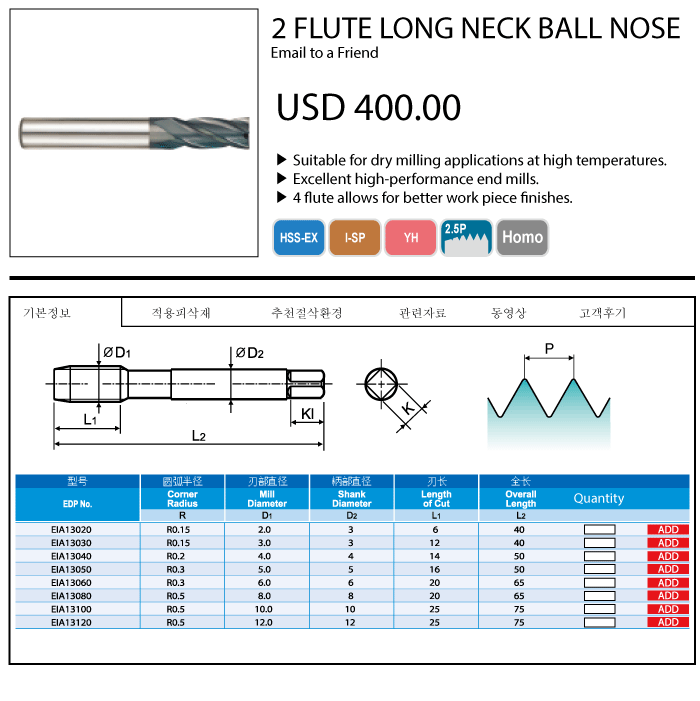 2 FLUTE LONG NECK BALL NOSE
Email to a Friend
USD 400.00
▶ Suitable for dry milling applications at high temperatures.
▶ Excellent high-performance end mills.
▶ 4 flute allows for better work piece finishes.
HSS-EX I-SP YH 2.5P Homo
기본정보 적용피삭재 추천절삭환경 관련자료 동영상 고객후기
ØD1 ØD2 P
L1 Kl K
L2
型号 圆弧半径 刃部直径 柄部直径 刃长 全长
EDP No. Corner Radius Mill Diameter Shank Diameter Length of Cut Overall Length Quantity
R D1 D2 L1 L2
EIA13020 R0.15 2.0 3 6 40 ADD
EIA13030 R0.15 3.0 3 12 40 ADD
EIA13040 R0.2 4.0 4 14 50 ADD
EIA13050 R0.3 5.0 5 16 50 ADD
EIA13060 R0.3 6.0 6 20 65 ADD
EIA13080 R0.5 8.0 8 20 65 ADD
EIA13100 R0.5 10.0 10 25 75 ADD
EIA13120 R0.5 12.0 12 25 75 ADD